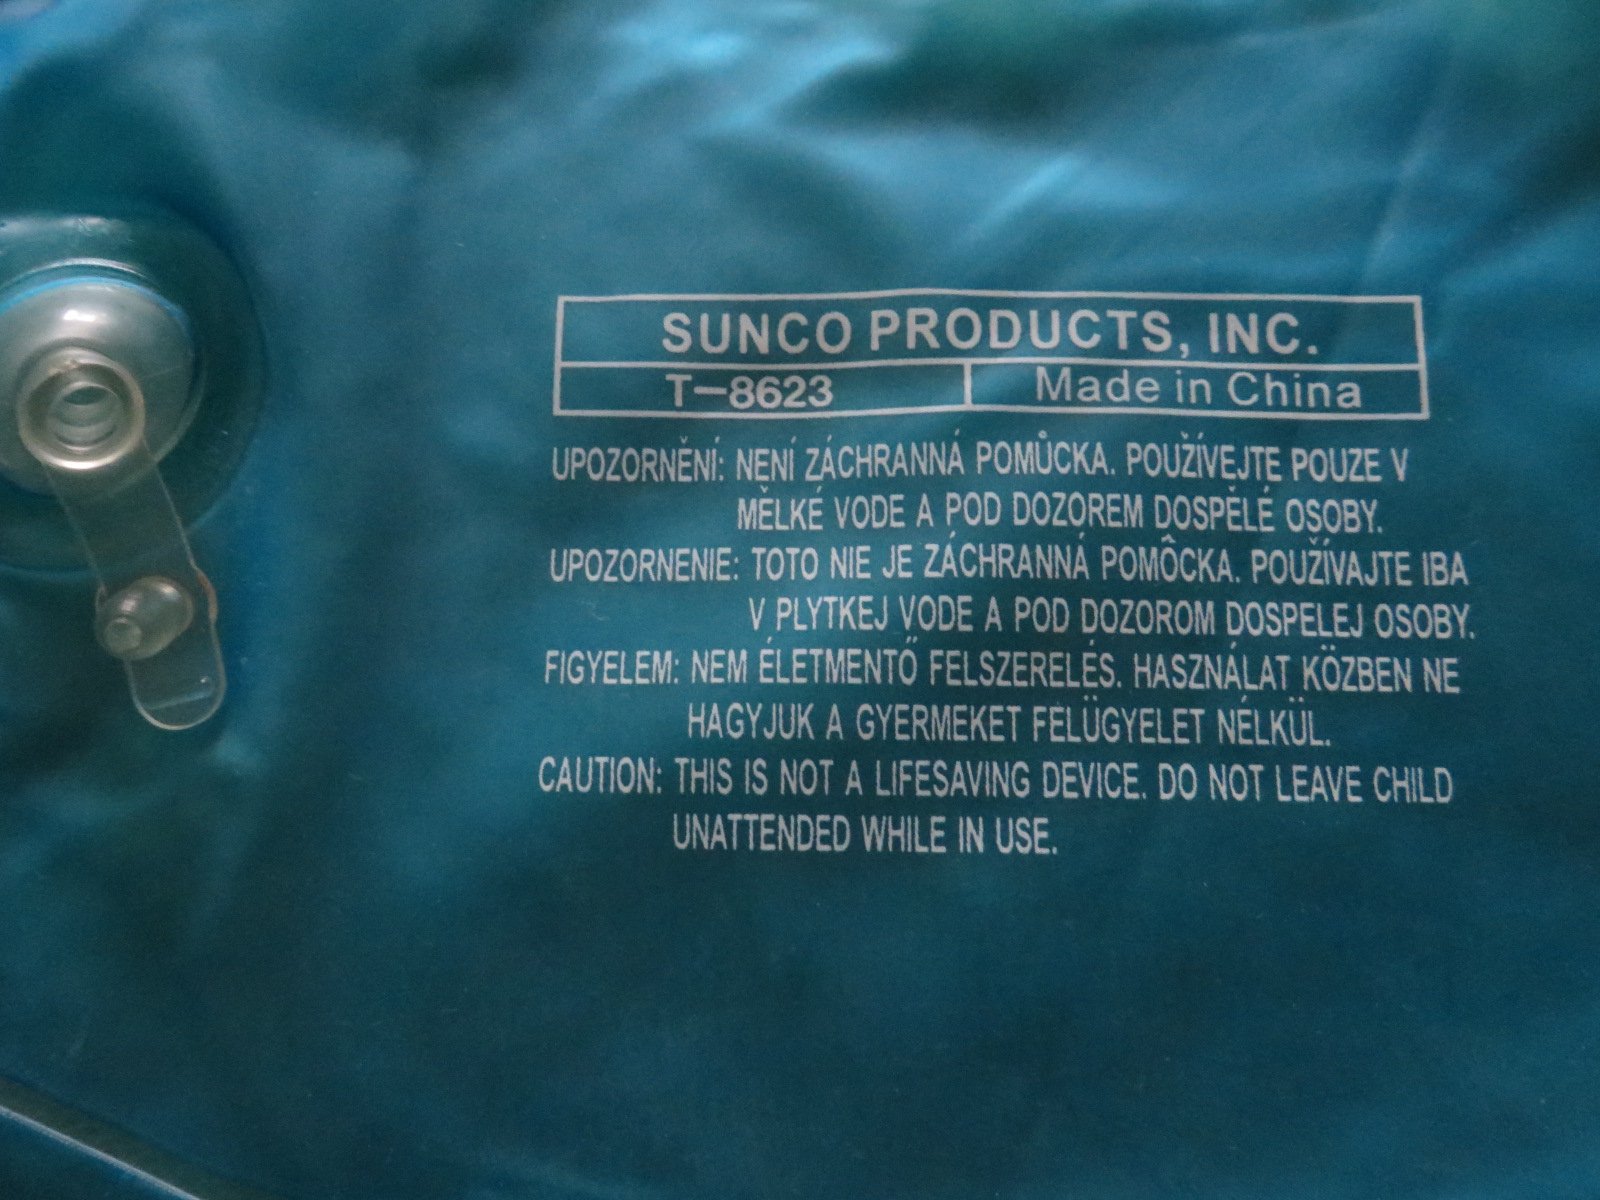 SUNCO PRODUCTS, INC.
T-8623 Made in China
UPOZORNĚNÍ: NENÍ ZÁCHRANNÁ POMŮCKA. POUŽÍVEJTE POUZE V
MĚLKÉ VODE A POD DOZOREM DOSPĚLÉ OSOBY.
UPOZORNENIE: TOTO NIE JE ZÁCHRANNÁ POMÔCKA. POUŽÍVAJTE IBA
V PLYTKEJ VODE A POD DOZOROM DOSPELEJ OSOBY.
FIGYELEM: NEM ÉLETMENTŐ FELSZERELÉS. HASZNÁLAT KÖZBEN NE
HAGYJUK A GYERMEKET FELÜGYELET NÉLKÜL.
CAUTION: THIS IS NOT A LIFESAVING DEVICE. DO NOT LEAVE CHILD
UNATTENDED WHILE IN USE.